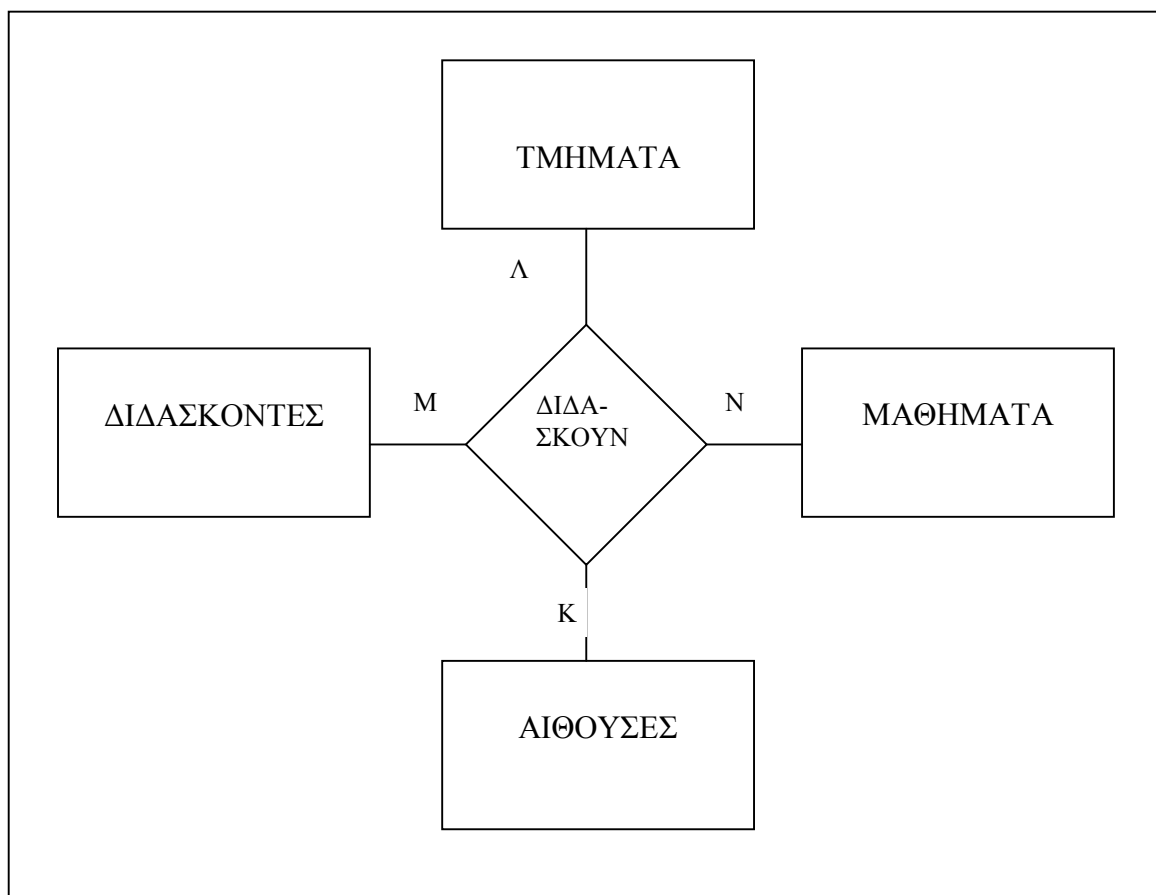 ΤΜΗΜΑΤΑ
Λ
ΔΙΔΑΣΚΟΝΤΕΣ
Μ
ΔΙΔΑ-
ΣΚΟΥΝ
Ν
ΜΑΘΗΜΑΤΑ
Κ
ΑΙΘΟΥΣΕΣ